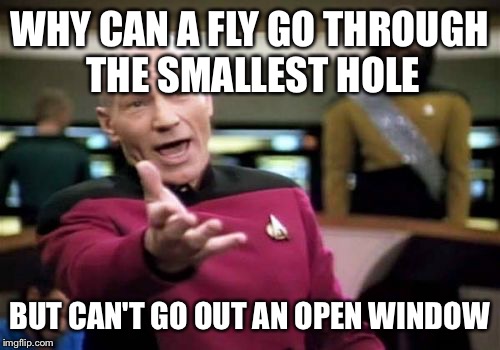 WHY CAN A FLY GO THROUGH
THE SMALLEST HOLE
BUT CAN'T GO OUT AN OPEN WINDOW
imgflip.com